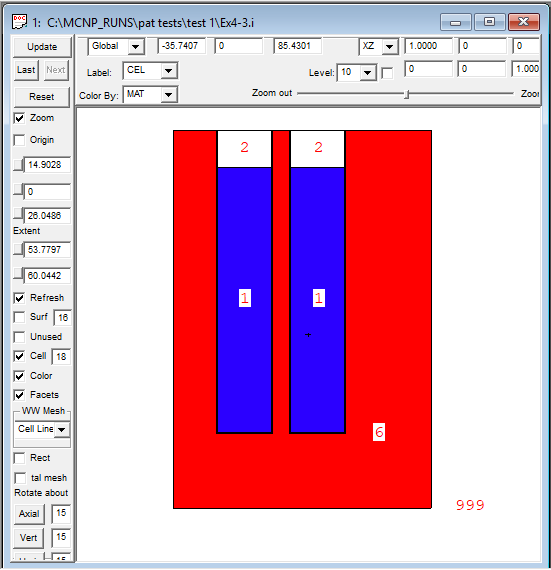 1: C:\MCNP_RUNS\pat tests\test 1\Ex4-3.i
Update Global -35.7407 0 85.4301 XZ 1.0000 0 0
Last Next Label: CEL Level: 10 0 0 1.000
Reset Color By: MAT Zoom out Zoo
Zoom
Origin
14.9028
0
26.0486
Extent
53.7797
60.0442
Refresh
Surf 16
Unused
Cell 18
Color
Facets
WW Mesh
Cell Line
Rect
tal mesh
Rotate about
Axial 15
Vert 15
15
2 2
1 1
6
999